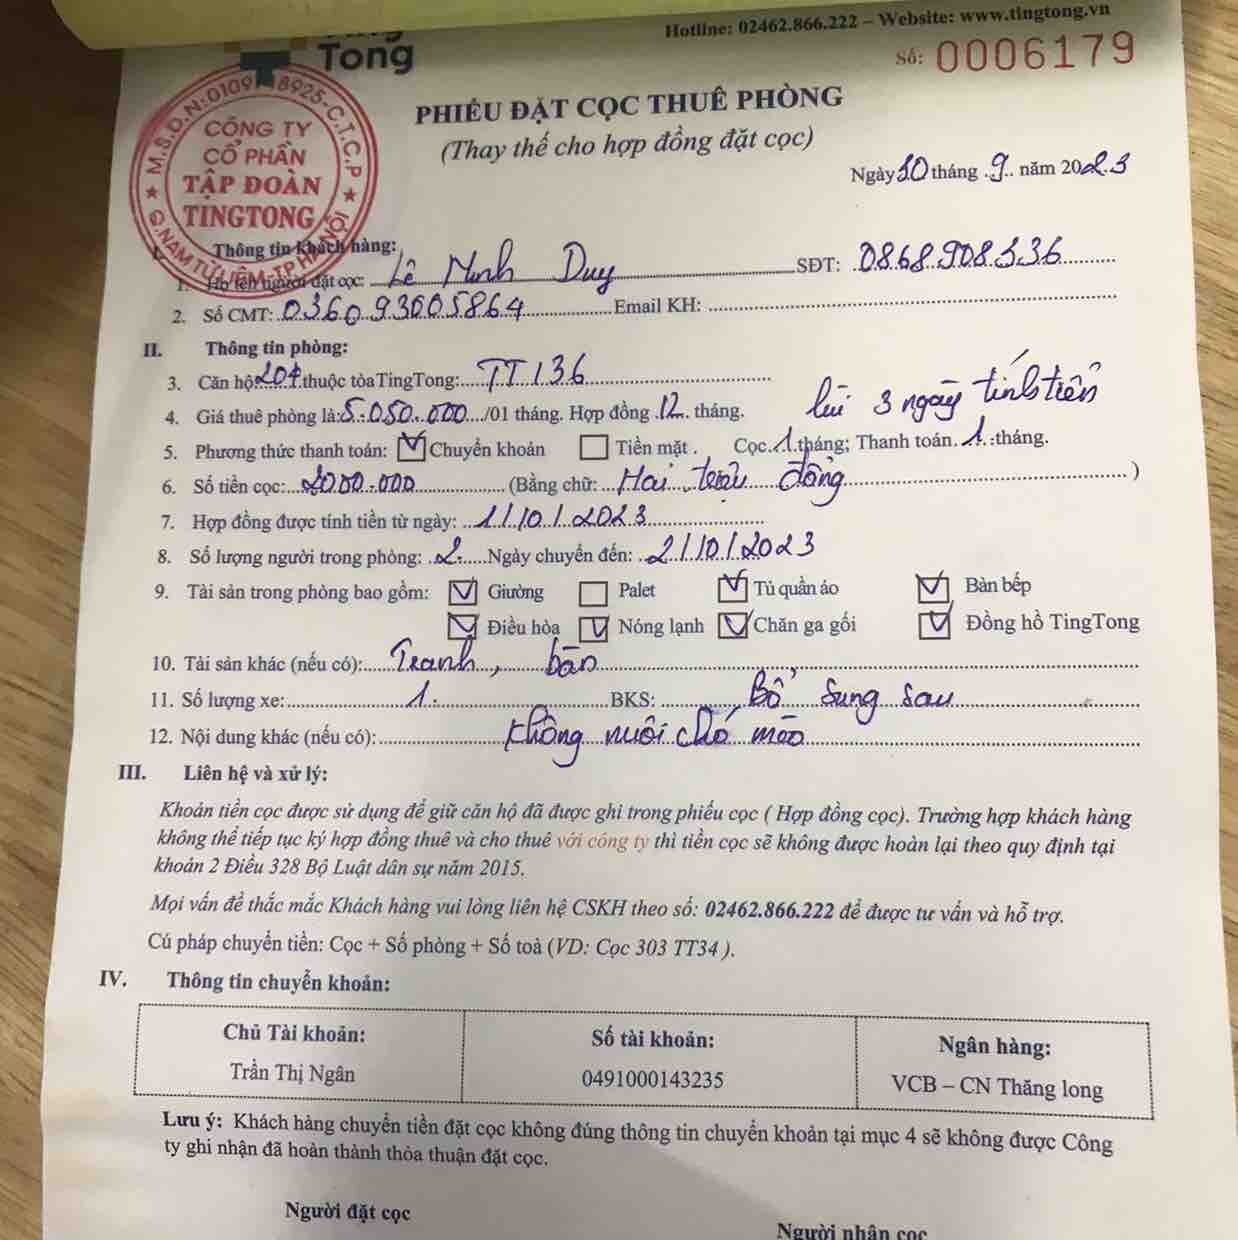 Hotline: 02462.866.222 – Website: www.tingtong.vn
Tong
Số: 0006179
M.S.D.N:0109 8925-C.T.C.P
CÔNG TY
CỔ PHẦN
TẬP ĐOÀN
TINGTONG
Q.NAM TỪ LIÊM-TP HÀ NỘI
PHIẾU ĐẶT CỌC THUÊ PHÒNG
(Thay thế cho hợp đồng đặt cọc)
Ngày 10 tháng .9.. năm 2023
I. Thông tin khách hàng:
1. Họ tên người đặt cọc: Lê Minh Duy SĐT: 0868908336
2. Số CMT: 036093005864 Email KH:
II. Thông tin phòng:
3. Căn hộ 204 thuộc tòa TingTong: TT 136
4. Giá thuê phòng là: 5.050.000 /01 tháng. Hợp đồng .12.. tháng. lùi 3 ngày tính tiền
5. Phương thức thanh toán: Chuyển khoản Tiền mặt . Cọc 1 tháng; Thanh toán 1 tháng.
6. Số tiền cọc: 2000.000 (Bằng chữ: Hai triệu đồng )
7. Hợp đồng được tính tiền từ ngày: 1/10/2023
8. Số lượng người trong phòng: 2 Ngày chuyển đến: 2/10/2023
9. Tài sản trong phòng bao gồm: Giường Palet Tủ quần áo Bàn bếp
Điều hòa Nóng lạnh Chăn ga gối Đồng hồ TingTong
10. Tài sản khác (nếu có): Tranh, bàn
11. Số lượng xe: 1. BKS: Bổ sung sau
12. Nội dung khác (nếu có): Không nuôi chó mèo
III. Liên hệ và xử lý:
Khoản tiền cọc được sử dụng để giữ căn hộ đã được ghi trong phiếu cọc ( Hợp đồng cọc). Trường hợp khách hàng
không thể tiếp tục ký hợp đồng thuê và cho thuê với công ty thì tiền cọc sẽ không được hoàn lại theo quy định tại
khoản 2 Điều 328 Bộ Luật dân sự năm 2015.
Mọi vấn đề thắc mắc Khách hàng vui lòng liên hệ CSKH theo số: 02462.866.222 để được tư vấn và hỗ trợ.
Cú pháp chuyển tiền: Cọc + Số phòng + Số toà (VD: Cọc 303 TT34 ).
IV. Thông tin chuyển khoản:
Chủ Tài khoản: Số tài khoản: Ngân hàng:
Trần Thị Ngân 0491000143235 VCB – CN Thăng long
Lưu ý: Khách hàng chuyển tiền đặt cọc không đúng thông tin chuyển khoản tại mục 4 sẽ không được Công
ty ghi nhận đã hoàn thành thỏa thuận đặt cọc.
Người đặt cọc
Người nhận cọc